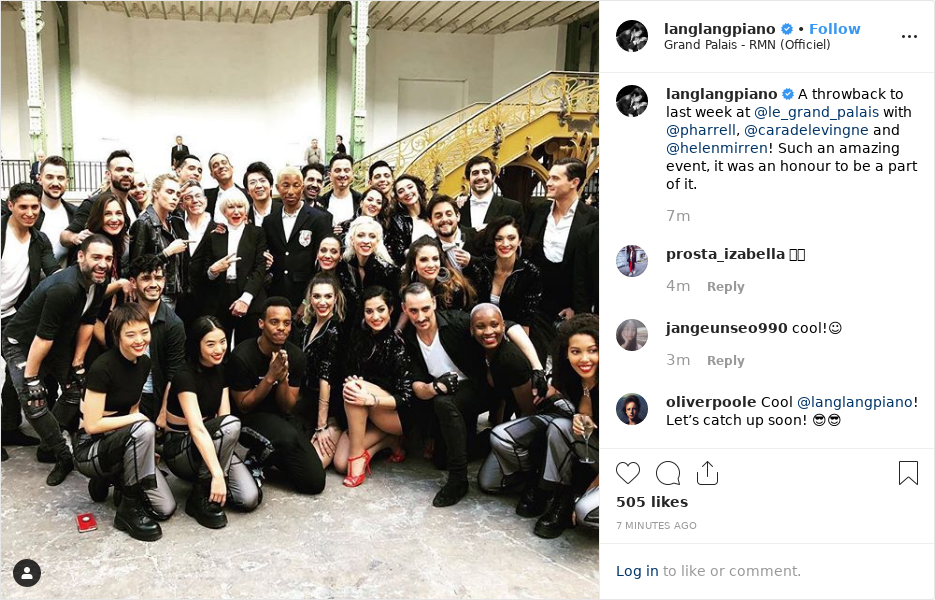 langlangpiano • Follow
Grand Palais - RMN (Officiel)
langlangpiano A throwback to
last week at @le_grand_palais with
@pharrell, @caradelevingne and
@helenmirren! Such an amazing
event, it was an honour to be a part
of it.
7m
prosta_izabella
4m Reply
jangeunseo990 cool!☺
3m Reply
oliverpoole Cool @langlangpiano!
Let’s catch up soon! 😎😎
505 likes
7 MINUTES AGO
Log in to like or comment.